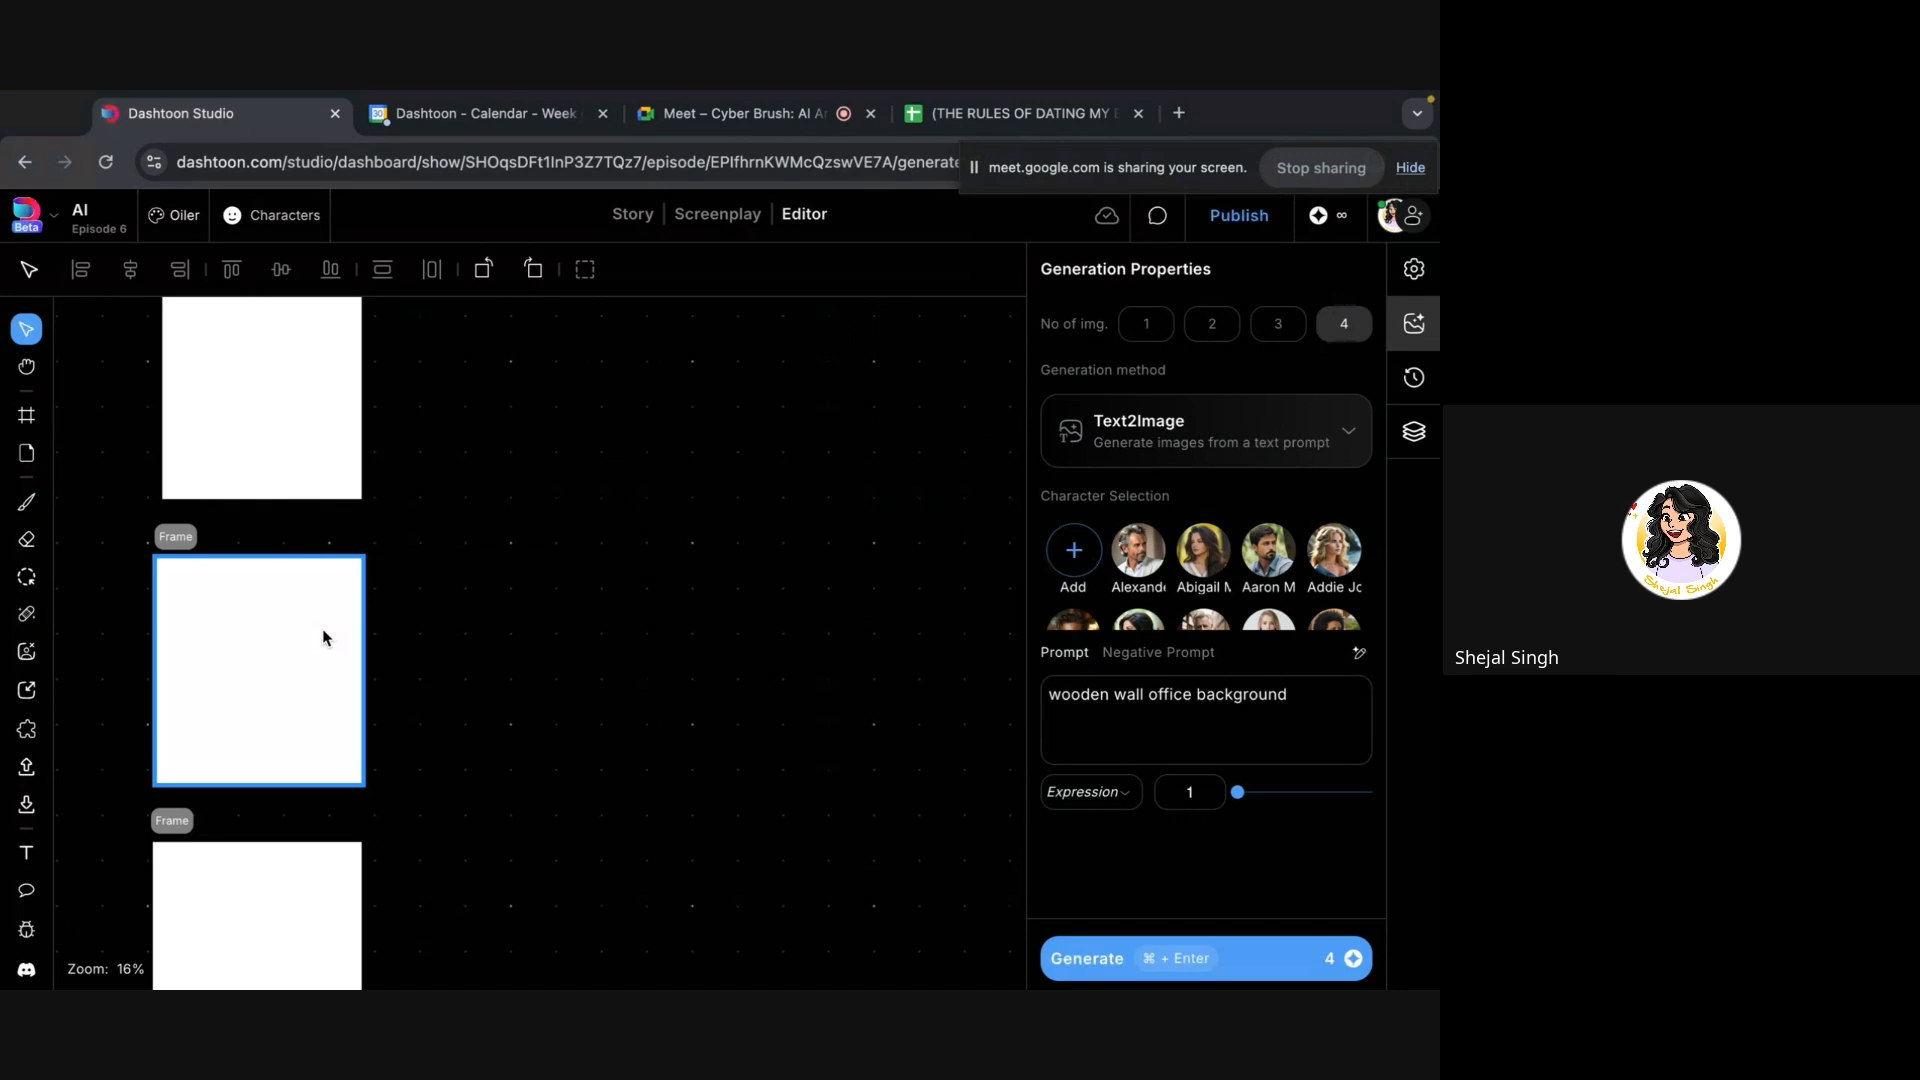 Dashtoon Studio
Dashtoon - Calendar - Week
Meet – Cyber Brush: AI A
(THE RULES OF DATING MY
dashtoon.com/studio/dashboard/show/SHOqsDFt1lnP3Z7TQz7/episode/EPIfhrnKWMcQzswVE7A/generate
meet.google.com is sharing your screen.
Stop sharing
Hide
Beta
AI
Episode 6
Oiler
Characters
Story
Screenplay
Editor
Publish
∞
Generation Properties
No of img.
1
2
3
4
Generation method
Text2Image
Generate images from a text prompt
Character Selection
Add
Alexande
Abigail M
Aaron M
Addie Jo
Prompt
Negative Prompt
wooden wall office background
Expression
1
Generate
⌘ + Enter
4
Frame
Frame
Zoom: 16%
Shejal Singh
Shejal Singh